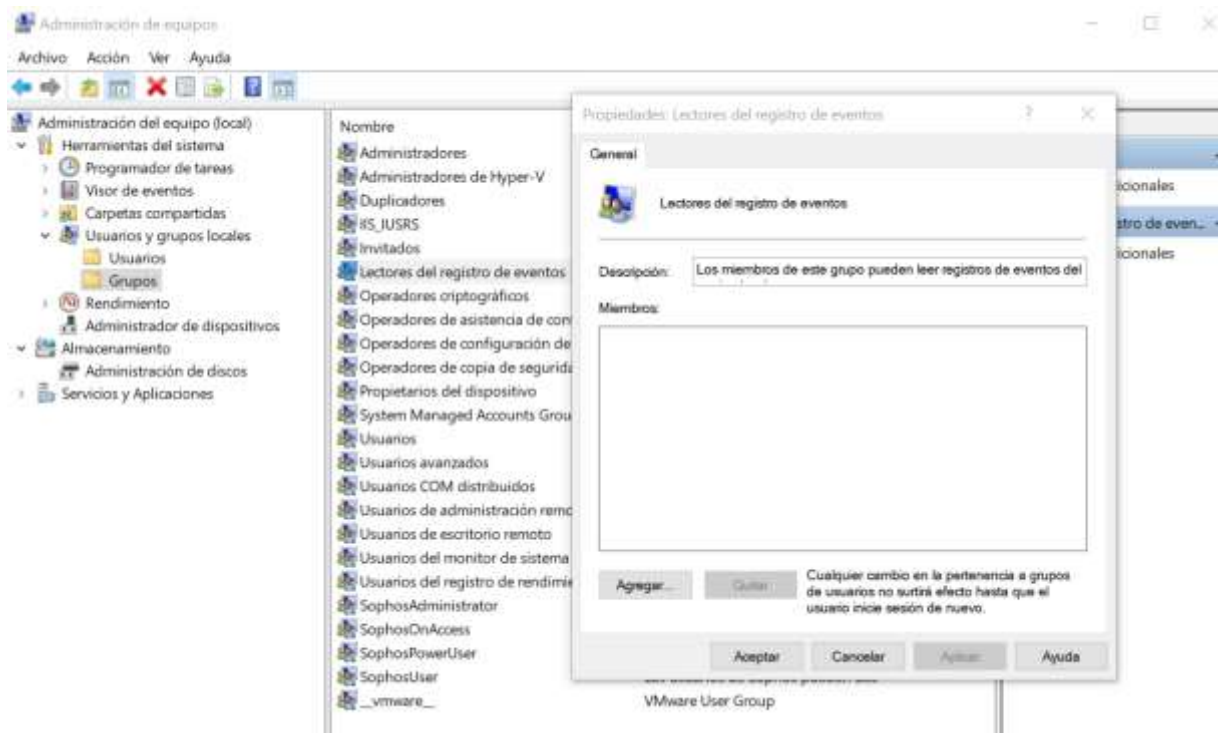 Administración de equipos
Archivo Acción Ver Ayuda
Administración del equipo (local)
Herramientas del sistema
Programador de tareas
Visor de eventos
Carpetas compartidas
Usuarios y grupos locales
Usuarios
Grupos
Rendimiento
Administrador de dispositivos
Almacenamiento
Administración de discos
Servicios y Aplicaciones
Nombre
Administradores
Administradores de Hyper-V
Duplicadores
IIS_IUSRS
Invitados
Lectores del registro de eventos
Operadores criptográficos
Operadores de asistencia de con
Operadores de configuración de
Operadores de copia de segurida
Propietarios del dispositivo
System Managed Accounts Grou
Usuarios
Usuarios avanzados
Usuarios COM distribuidos
Usuarios de administración remo
Usuarios de escritorio remoto
Usuarios del monitor de sistema
Usuarios del registro de rendimie
SophosAdministrator
SophosOnAccess
SophosPowerUser
SophosUser
__vmware__ VMware User Group
Propiedades: Lectores del registro de eventos ?
General
Lectores del registro de eventos
Descripción: Los miembros de este grupo pueden leer registros de eventos del
Miembros:
Agregar... Quitar
Cualquier cambio en la pertenencia a grupos
de usuarios no surtirá efecto hasta que el
usuario inicie sesión de nuevo.
Aceptar Cancelar Aplicar Ayuda
icionales
stro de even...
icionales